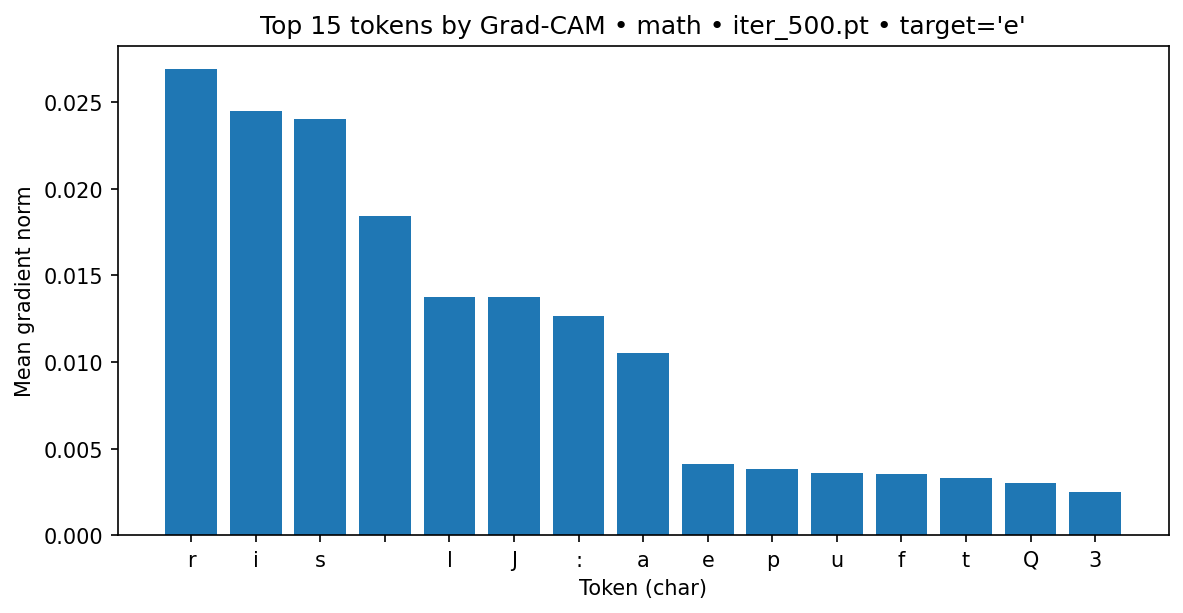 Top 15 tokens by Grad-CAM • math • iter_500.pt • target='e'
Mean gradient norm
0.025
0.020
0.015
0.010
0.005
0.000
r i s l J : a e p u f t Q 3
Token (char)